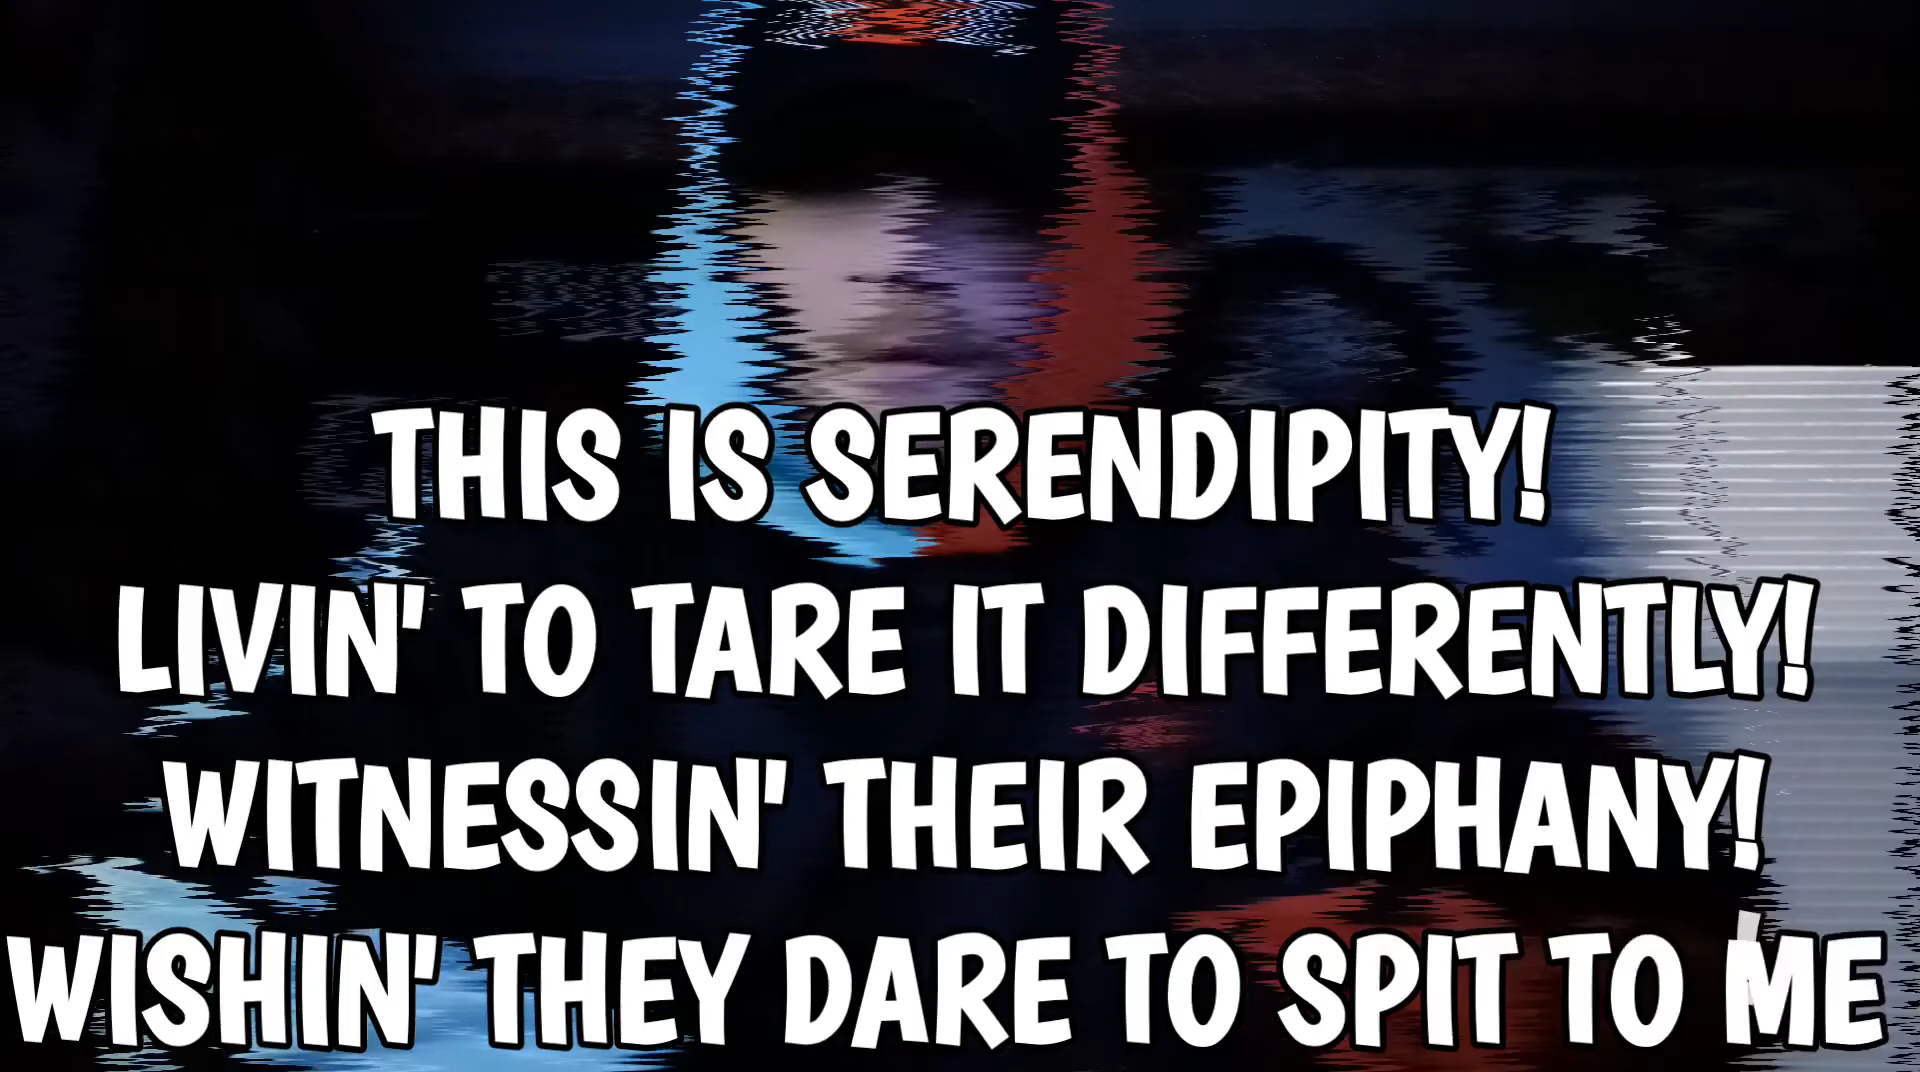 THIS IS SERENDIPITY!
LIVIN' TO TARE IT DIFFERENTLY!
WITNESSIN' THEIR EPIPHANY!
WISHIN' THEY DARE TO SPIT TO ME